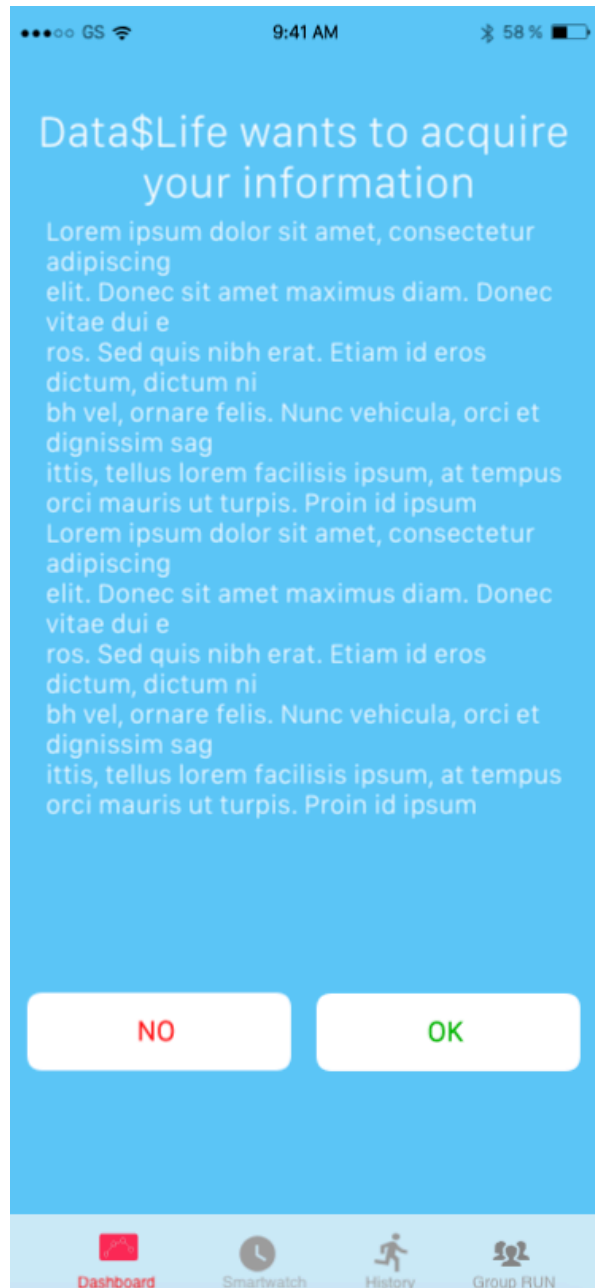 GS 9:41 AM 58 %
Data$Life wants to acquire
your information
Lorem ipsum dolor sit amet, consectetur
adipiscing
elit. Donec sit amet maximus diam. Donec
vitae dui e
ros. Sed quis nibh erat. Etiam id eros
dictum, dictum ni
bh vel, ornare felis. Nunc vehicula, orci et
dignissim sag
ittis, tellus lorem facilisis ipsum, at tempus
orci mauris ut turpis. Proin id ipsum
Lorem ipsum dolor sit amet, consectetur
adipiscing
elit. Donec sit amet maximus diam. Donec
vitae dui e
ros. Sed quis nibh erat. Etiam id eros
dictum, dictum ni
bh vel, ornare felis. Nunc vehicula, orci et
dignissim sag
ittis, tellus lorem facilisis ipsum, at tempus
orci mauris ut turpis. Proin id ipsum
NO OK
Dashboard Smartwatch History Group RUN